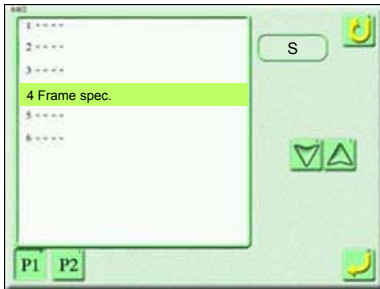 1 ----
2 ----
S
3 ----
4 Frame spec.
5 ----
6 ----
P1 P2